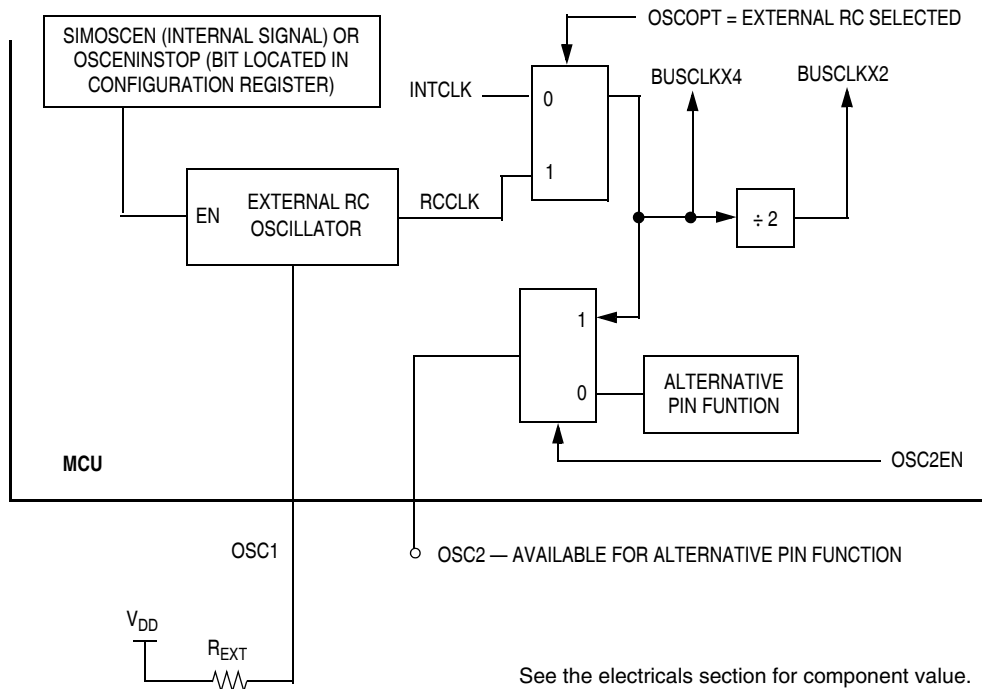 OSCOPT = EXTERNAL RC SELECTED
SIMOSCEN (INTERNAL SIGNAL) OR
OSCENINSTOP (BIT LOCATED IN
CONFIGURATION REGISTER)
BUSCLKX4
BUSCLKX2
INTCLK
0
1
EN
EXTERNAL RC
OSCILLATOR
RCCLK
÷ 2
1
0
ALTERNATIVE
PIN FUNTION
MCU
OSC2EN
OSC1
OSC2 — AVAILABLE FOR ALTERNATIVE PIN FUNCTION
VDD
REXT
See the electricals section for component value.